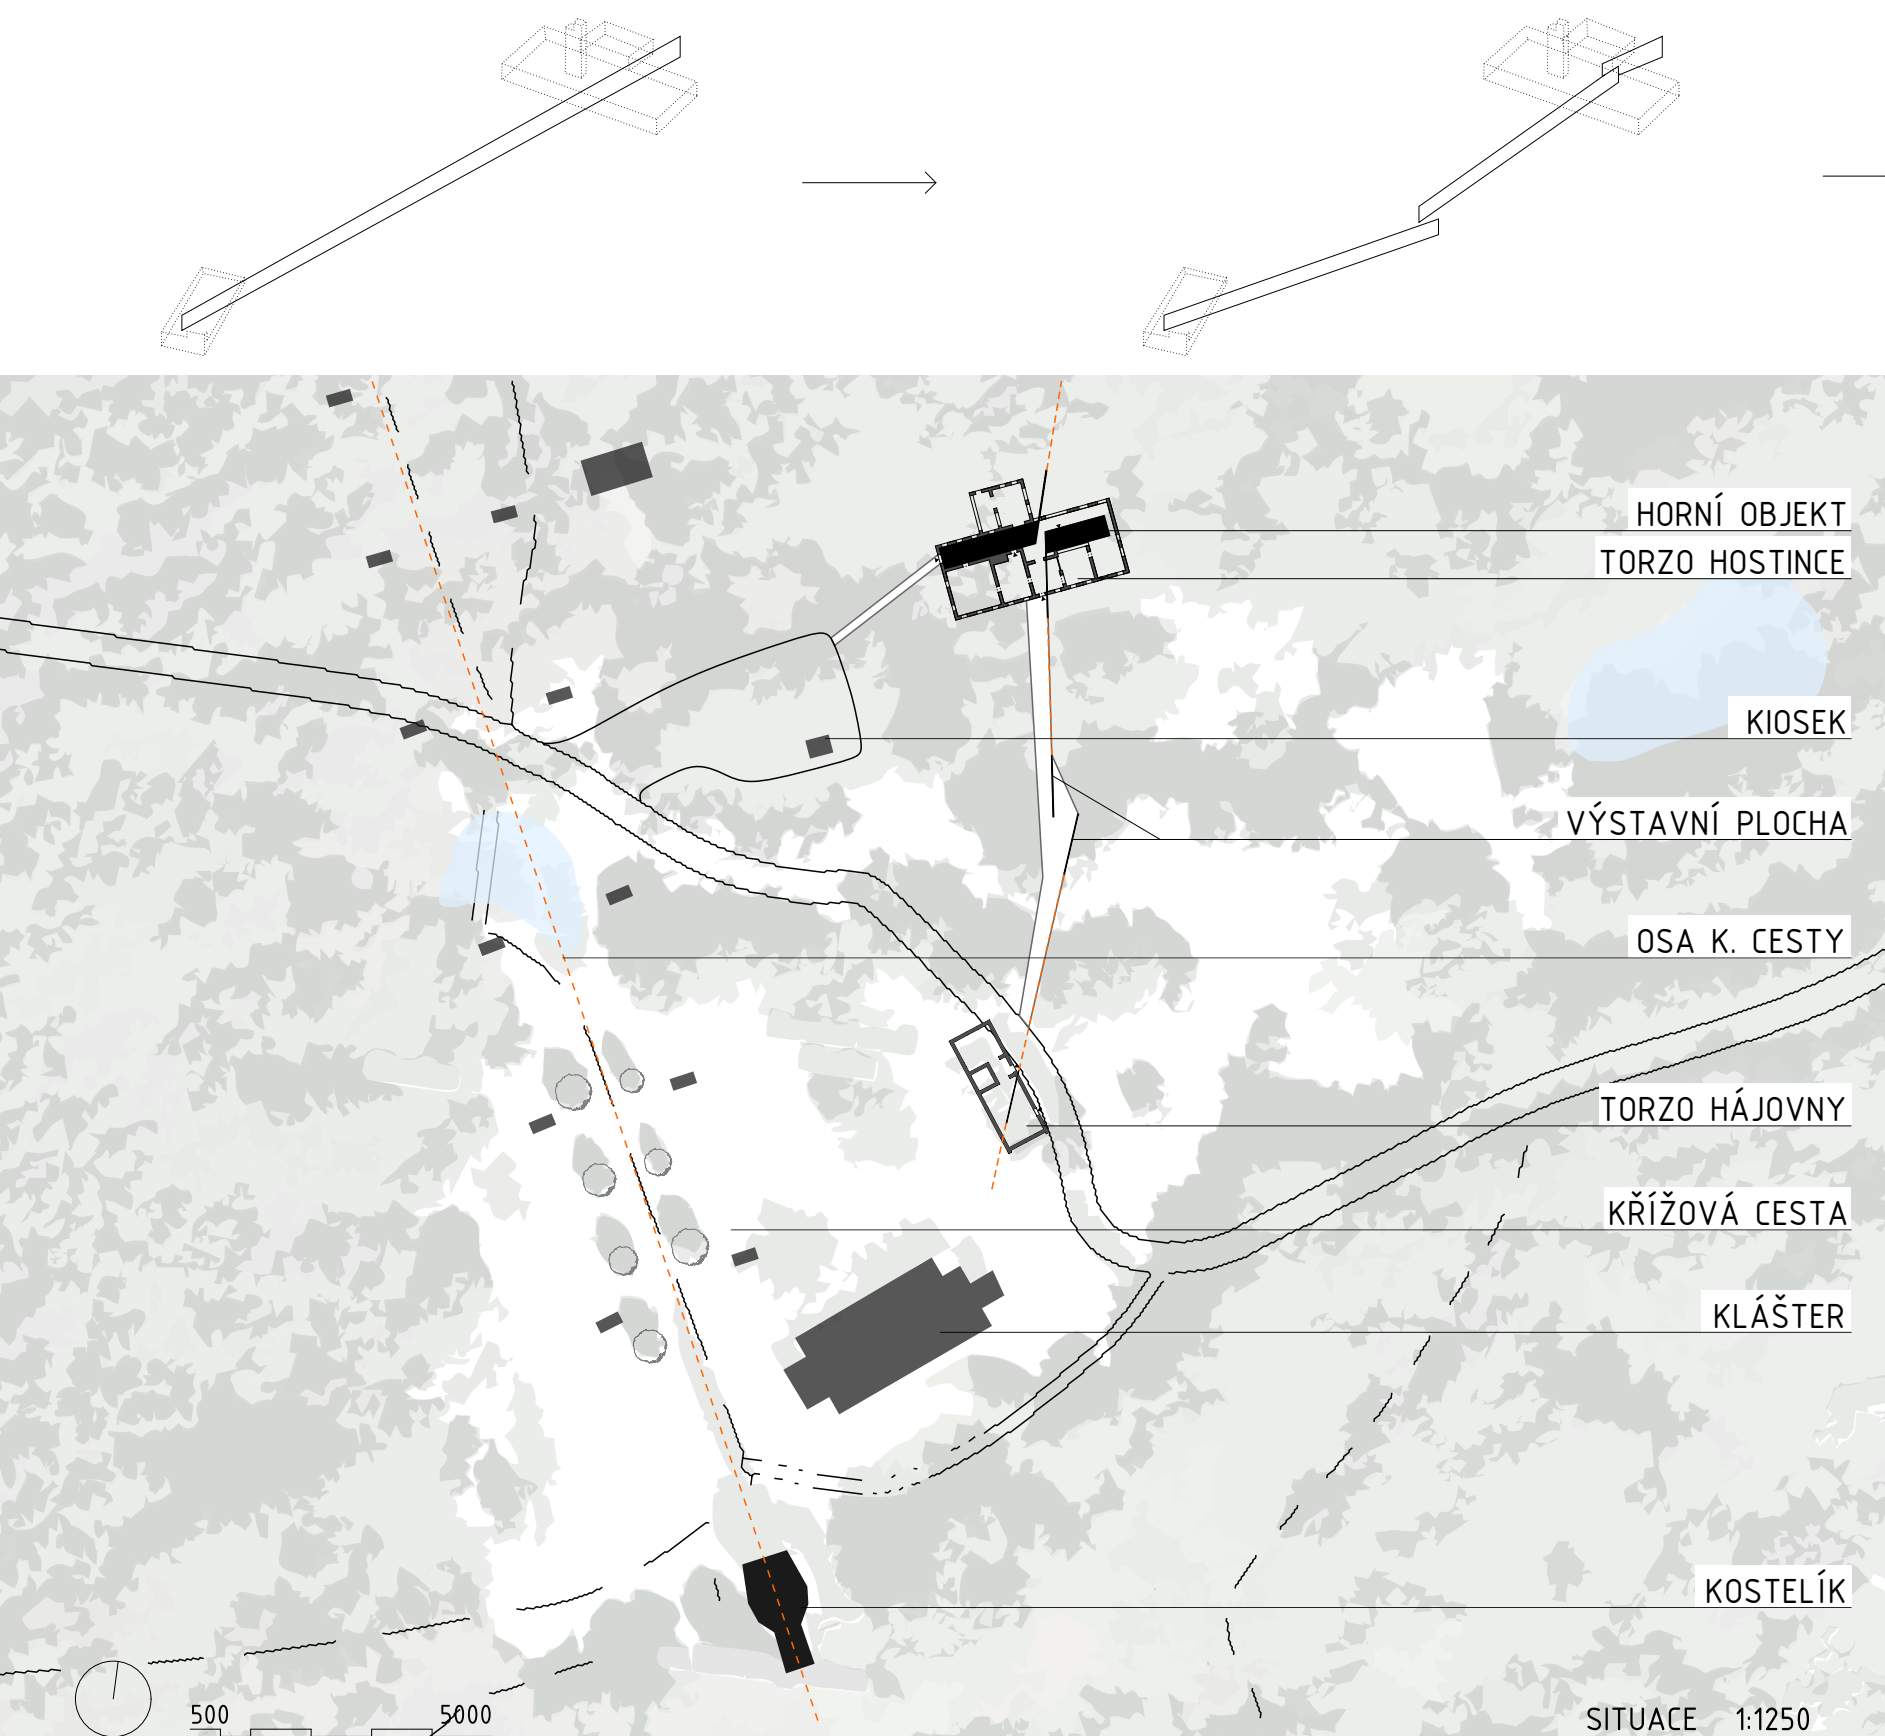 HORNÍ OBJEKT
TORZO HOSTINCE
KIOSEK
VÝSTAVNÍ PLOCHA
OSA K. CESTY
TORZO HÁJOVNY
KŘÍŽOVÁ CESTA
KLÁŠTER
KOSTELÍK
500 5000
SITUACE 1:1250